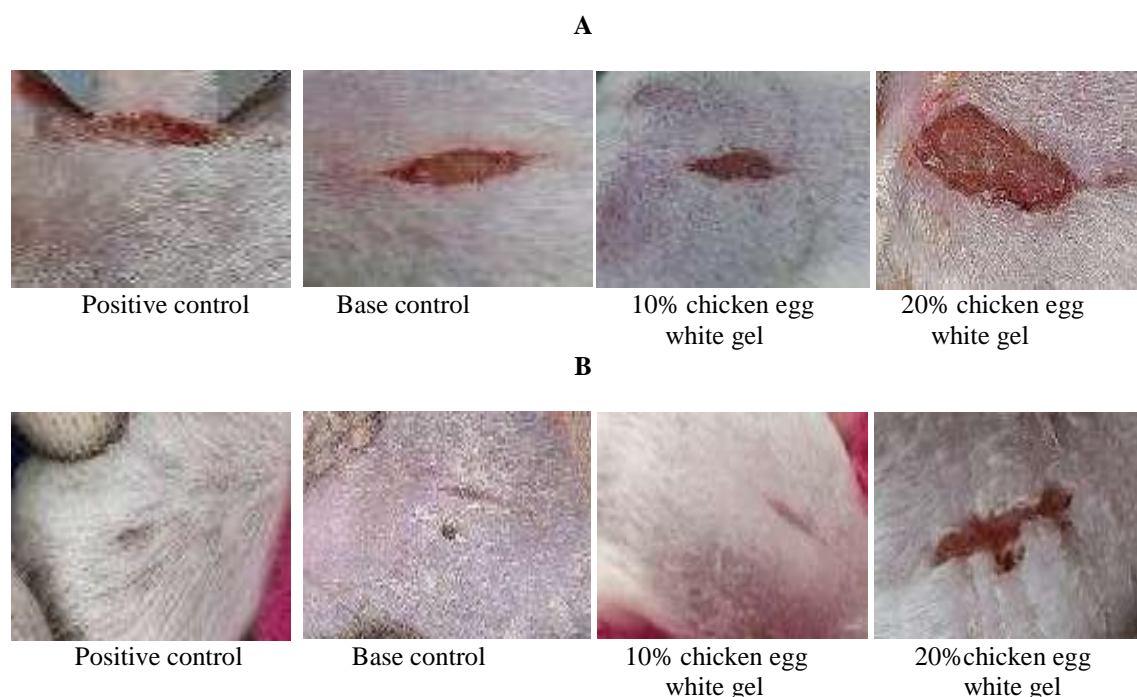 A
Positive control Base control 10% chicken egg white gel 20% chicken egg white gel
B
Positive control Base control 10% chicken egg white gel 20%chicken egg white gel